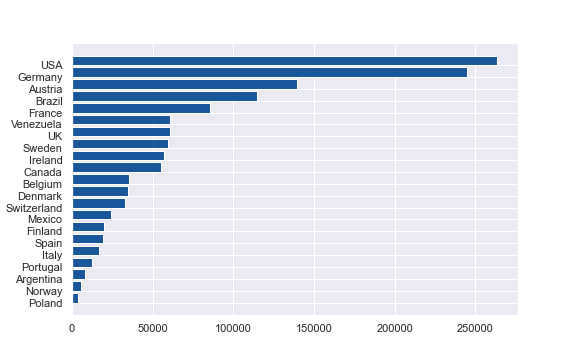 USA
Germany
Austria
Brazil
France
Venezuela
UK
Sweden
Ireland
Canada
Belgium
Denmark
Switzerland
Mexico
Finland
Spain
Italy
Portugal
Argentina
Norway
Poland
0 50000 100000 150000 200000 250000